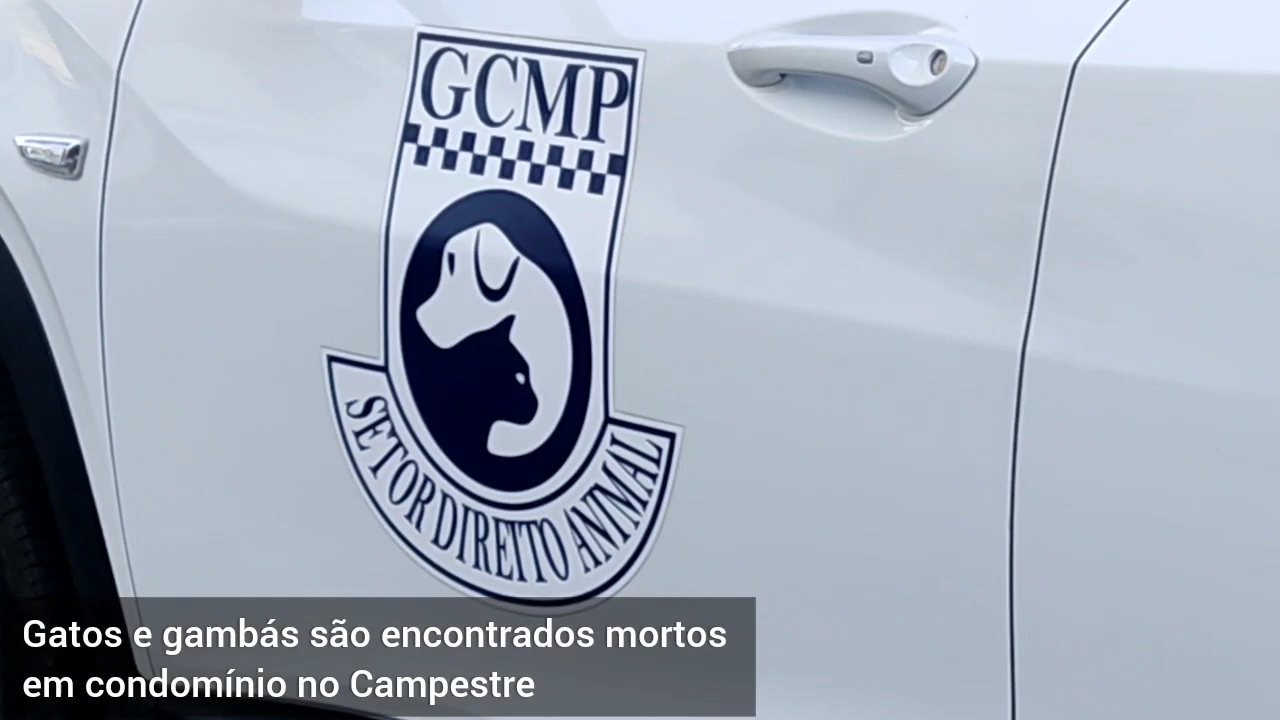 GCMP
SETOR DIREITO ANIMAL
Gatos e gambás são encontrados mortos
em condomínio no Campestre